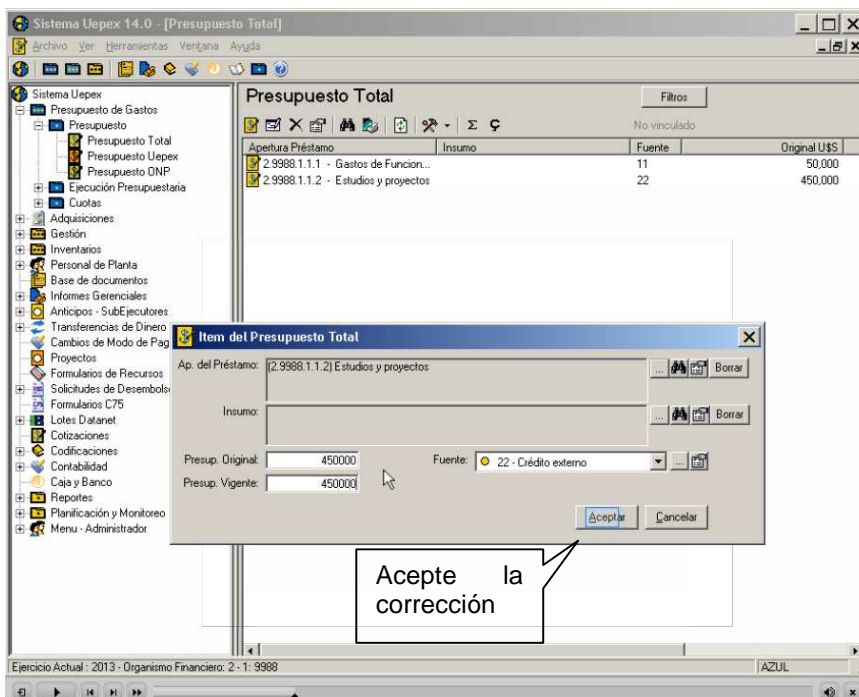 Sistema Uepex 14.0 - [Presupuesto Total]
Archivo Ver Herramientas Ventana Ayuda
Sistema Uepex
Presupuesto de Gastos
Presupuesto
Presupuesto Total
Presupuesto Uepex
Presupuesto ONP
Ejecución Presupuestaria
Cuotas
Adquisiciones
Gestión
Inventarios
Personal de Planta
Base de documentos
Informes Gerenciales
Anticipos - SubEjecutores
Transferencias de Dinero
Cambios de Modo de Pag
Proyectos
Formularios de Recursos
Solicitudes de Desembols
Formularios C75
Lotes Datanet
Cotizaciones
Codificaciones
Contabilidad
Caja y Banco
Reportes
Planificación y Monitoreo
Menu - Administrador
Presupuesto Total
Filtros
Σ Ç
No vinculado
Apertura Préstamo Insumo Fuente Original U$S
2.9988.1.1.1 - Gastos de Funcion... 11 50,000
2.9988.1.1.2 - Estudios y proyectos 22 450,000
Item del Presupuesto Total
Ap. del Préstamo: (2.9988.1.1.2) Estudios y proyectos ... Borrar
Insumo: ... Borrar
Presup. Original: 450000 Fuente: 22 - Crédito externo ...
Presup. Vigente: 450000
Aceptar Cancelar
Acepte la
corrección
Ejercicio Actual : 2013 - Organismo Financiero: 2 - 1: 9988 AZUL